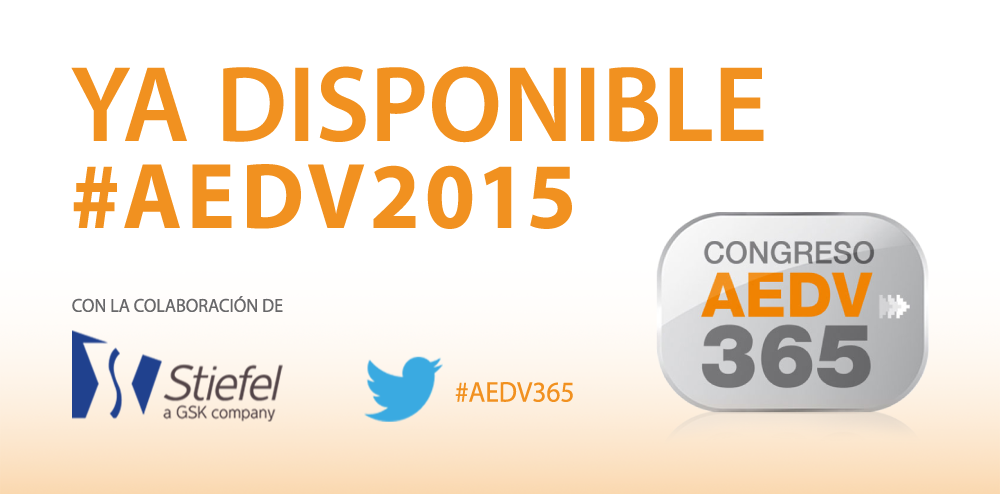 YA DISPONIBLE
#AEDV2015
CON LA COLABORACIÓN DE
Stiefel
a GSK company
#AEDV365
CONGRESO
AEDV
365